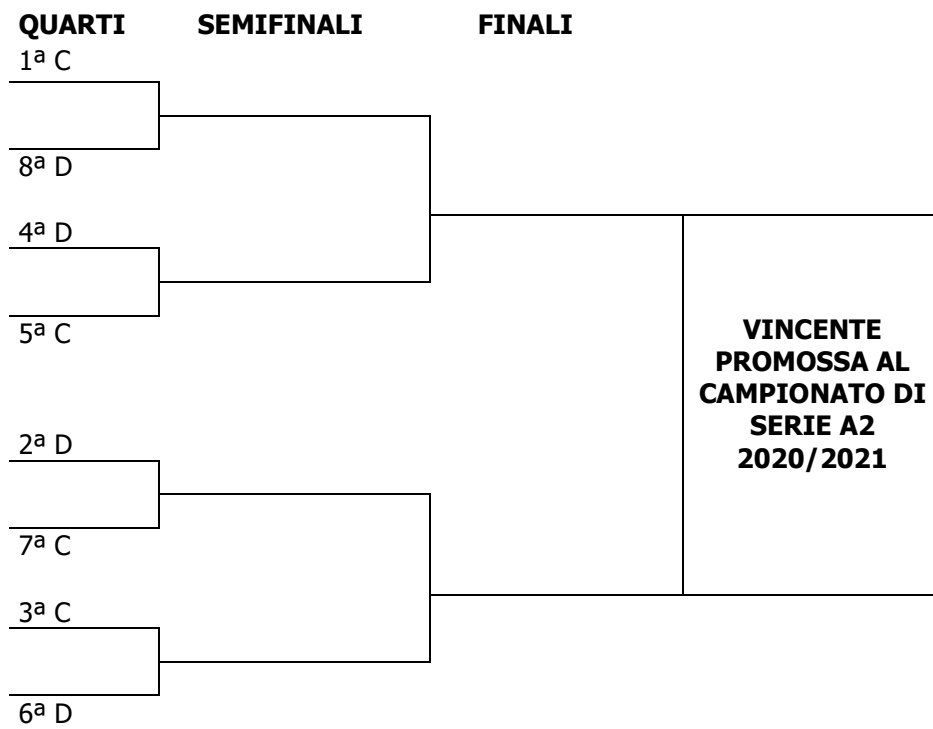 QUARTI SEMIFINALI FINALI
1ª C
8ª D
4ª D
5ª C
2ª D
7ª C
3ª C
6ª D
VINCENTE
PROMOSSA AL
CAMPIONATO DI
SERIE A2
2020/2021